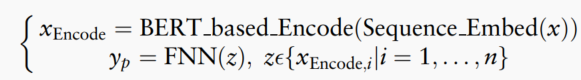 x_Encode = BERT_based_Encode(Sequence_Embed(x))
y_p = FNN(z), zϵ{x_Encode,i|i = 1, . . . , n}